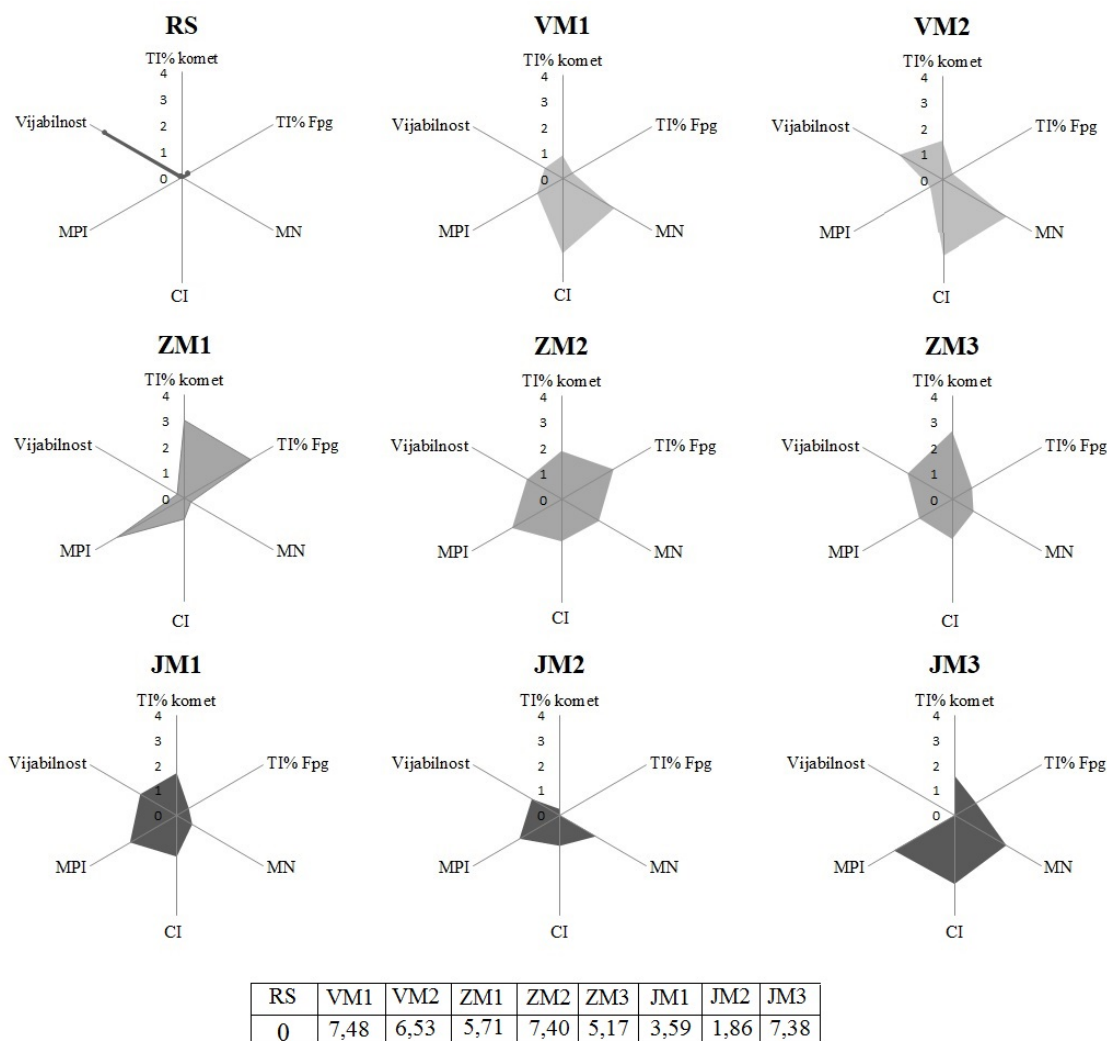 RS
TI% komet
4
3
Vijabilnost TI% Fpg
2
1
0
MPI MN
CI
VM1
TI% komet
4
3
Vijabilnost TI% Fpg
2
1
0
MPI MN
CI
VM2
TI% komet
4
3
Vijabilnost TI% Fpg
2
1
0
MPI MN
CI
ZM1
TI% komet
4
3
Vijabilnost TI% Fpg
2
1
0
MPI MN
CI
ZM2
TI% komet
4
3
Vijabilnost TI% Fpg
2
1
0
MPI MN
CI
ZM3
TI% komet
4
3
Vijabilnost TI% Fpg
2
1
0
MPI MN
CI
JM1
TI% komet
4
3
Vijabilnost TI% Fpg
2
1
0
MPI MN
CI
JM2
TI% komet
4
3
Vijabilnost TI% Fpg
2
1
0
MPI MN
CI
JM3
TI% komet
4
3
Vijabilnost TI% Fpg
2
1
0
MPI MN
CI
RS VM1 VM2 ZM1 ZM2 ZM3 JM1 JM2 JM3
0 7,48 6,53 5,71 7,40 5,17 3,59 1,86 7,38